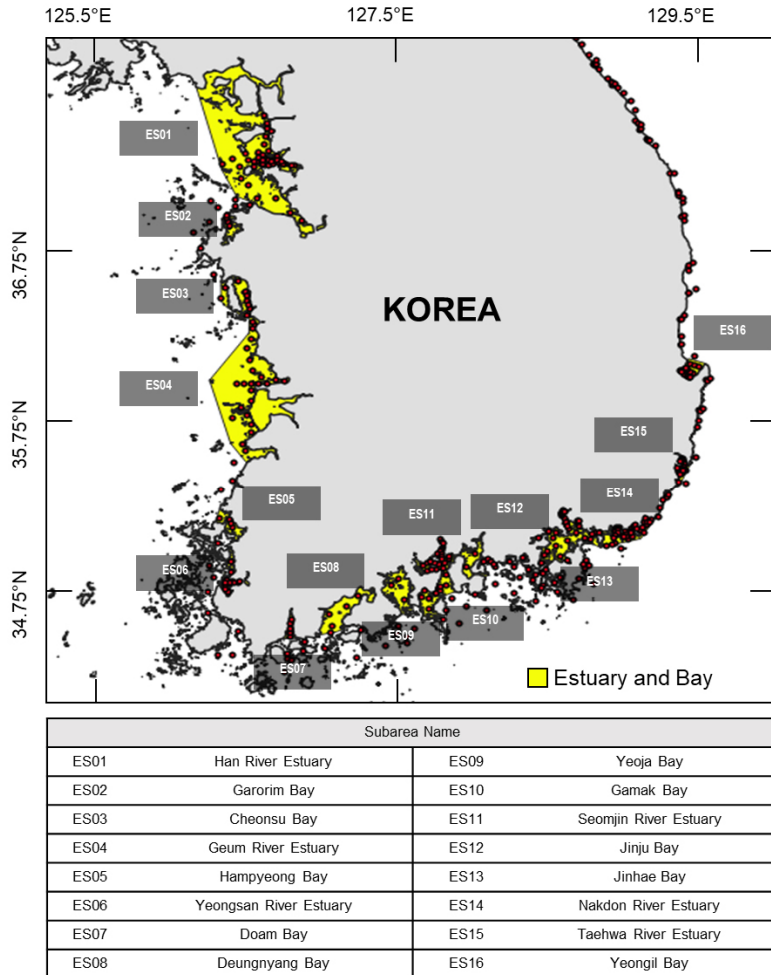 125.5°E 127.5°E 129.5°E
ES01
ES02
36.75°N
ES03
KOREA
ES16
ES04
35.75°N
ES15
ES05
ES14
ES11
ES12
ES06
ES08
34.75°N
ES13
ES10
ES09
ES07
Estuary and Bay
Subarea Name
ES01 Han River Estuary ES09 Yeoja Bay
ES02 Garorim Bay ES10 Gamak Bay
ES03 Cheonsu Bay ES11 Seomjin River Estuary
ES04 Geum River Estuary ES12 Jinju Bay
ES05 Hampyeong Bay ES13 Jinhae Bay
ES06 Yeongsan River Estuary ES14 Nakdon River Estuary
ES07 Doam Bay ES15 Taehwa River Estuary
ES08 Deungnyang Bay ES16 Yeongil Bay